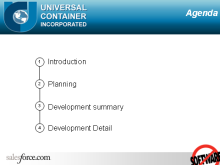 UNIVERSAL
CONTAINER
INCORPORATED
Agenda
1 Introduction
2 Planning
3 Development summary
4 Development Detail
salesforce.com
SOFTWARE